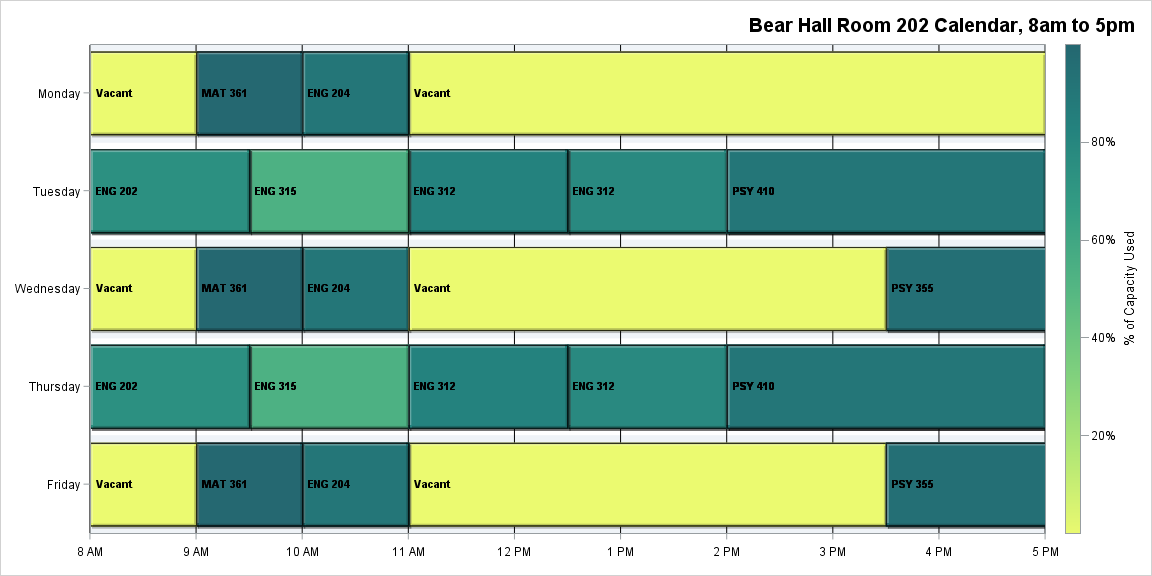 Bear Hall Room 202 Calendar, 8am to 5pm
Monday
Vacant
MAT 361
ENG 204
Vacant
Tuesday
ENG 202
ENG 315
ENG 312
ENG 312
PSY 410
Wednesday
Vacant
MAT 361
ENG 204
Vacant
PSY 355
Thursday
ENG 202
ENG 315
ENG 312
ENG 312
PSY 410
Friday
Vacant
MAT 361
ENG 204
Vacant
PSY 355
8 AM
9 AM
10 AM
11 AM
12 PM
1 PM
2 PM
3 PM
4 PM
5 PM
80%
60%
40%
20%
% of Capacity Used